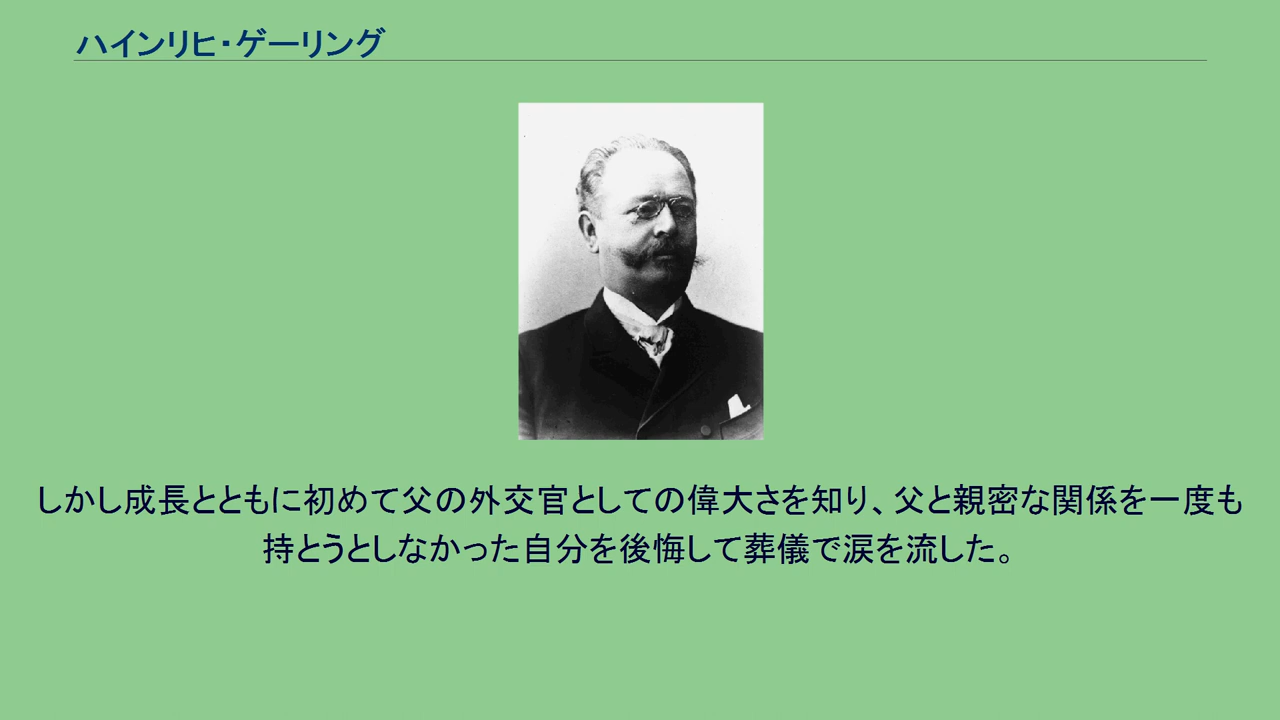 ハインリヒ・ゲーリング
しかし成長とともに初めて父の外交官としての偉大さを知り、父と親密な関係を一度も
持とうとしなかった自分を後悔して葬儀で涙を流した。